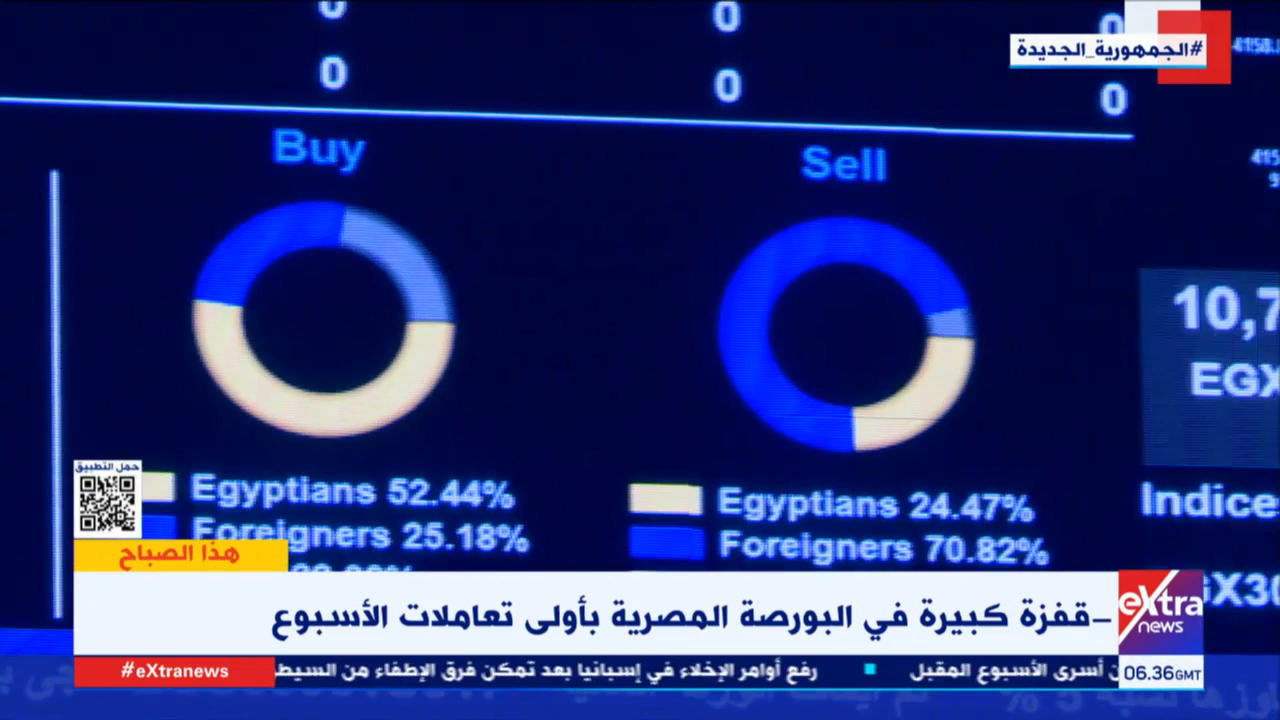 0
0
0
0
0
0
#الجمهورية_الجديدة
Buy
Sell
10,7
EGX
Egyptians 52.44%
Foreigners 25.18%
Egyptians 24.47%
Foreigners 70.82%
حمل التطبيق
هذا الصباح
-قفزة كبيرة في البورصة المصرية بأولى تعاملات الأسبوع
eXtra
news
#eXtranews
أسرى الأسبوع المقبل
رفع أوامر الإخلاء في إسبانيا بعد تمكن فرق الإطفاء من
06.36GMT